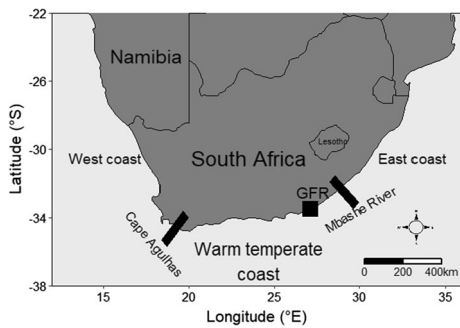 -22
-26
-30
-34
-38
Latitude (°S)
Namibia
Lesotho
West coast
South Africa
East coast
GFR
Mbashe River
Cape Agulhas
Warm temperate
coast
0 200 400km
15 20 25 30 35
Longitude (°E)